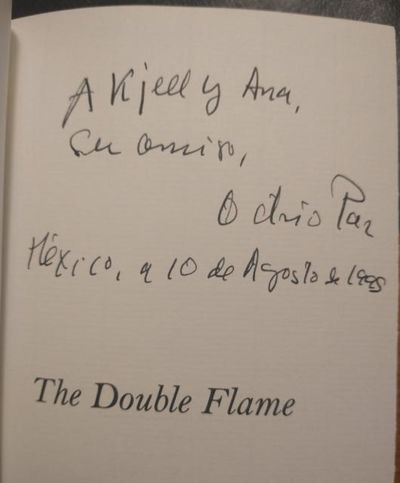 A Kjell y Ana,
su amigo,
Octavio Paz
México, a 10 de Agosto de 1995
The Double Flame